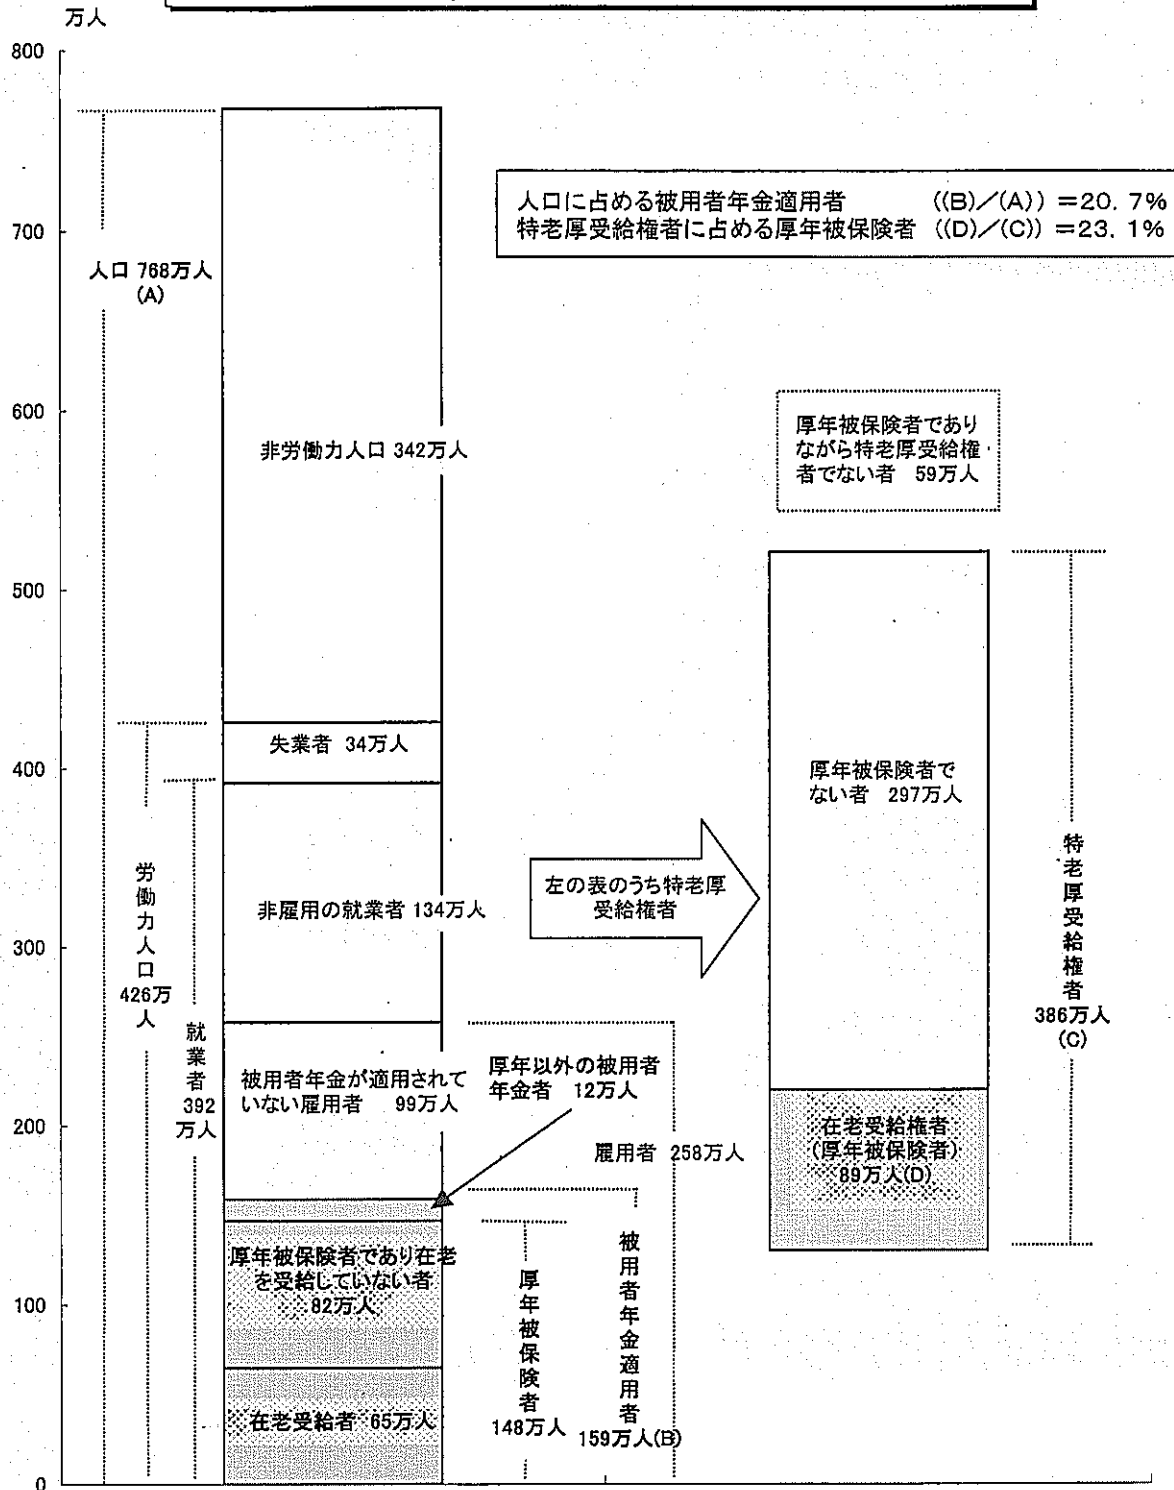 万人
800
700
600
500
400
300
200
100
0
人口に占める被用者年金適用者 ((B)/(A)) =20. 7%
特老厚受給権者に占める厚年被保険者 ((D)/(C)) =23. 1%
人口 768万人
(A)
非労働力人口 342万人
失業者 34万人
非雇用の就業者 134万人
被用者年金が適用されて
いない雇用者 99万人
厚年被保険者であり在老
を受給していない者
82万人
在老受給者 65万人
労働力人口
426万
人
就業者
392
万人
厚年以外の被用者
年金者 12万人
雇用者 258万人
厚年被保険者
148万人
被用者年金適用者
159万人(B)
左の表のうち特老厚
受給権者
厚年被保険者であり
ながら特老厚受給権
者でない者 59万人
厚年被保険者で
ない者 297万人
在老受給権者
(厚年被保険者)
89万人(D)
特老厚受給権者
386万人
(C)